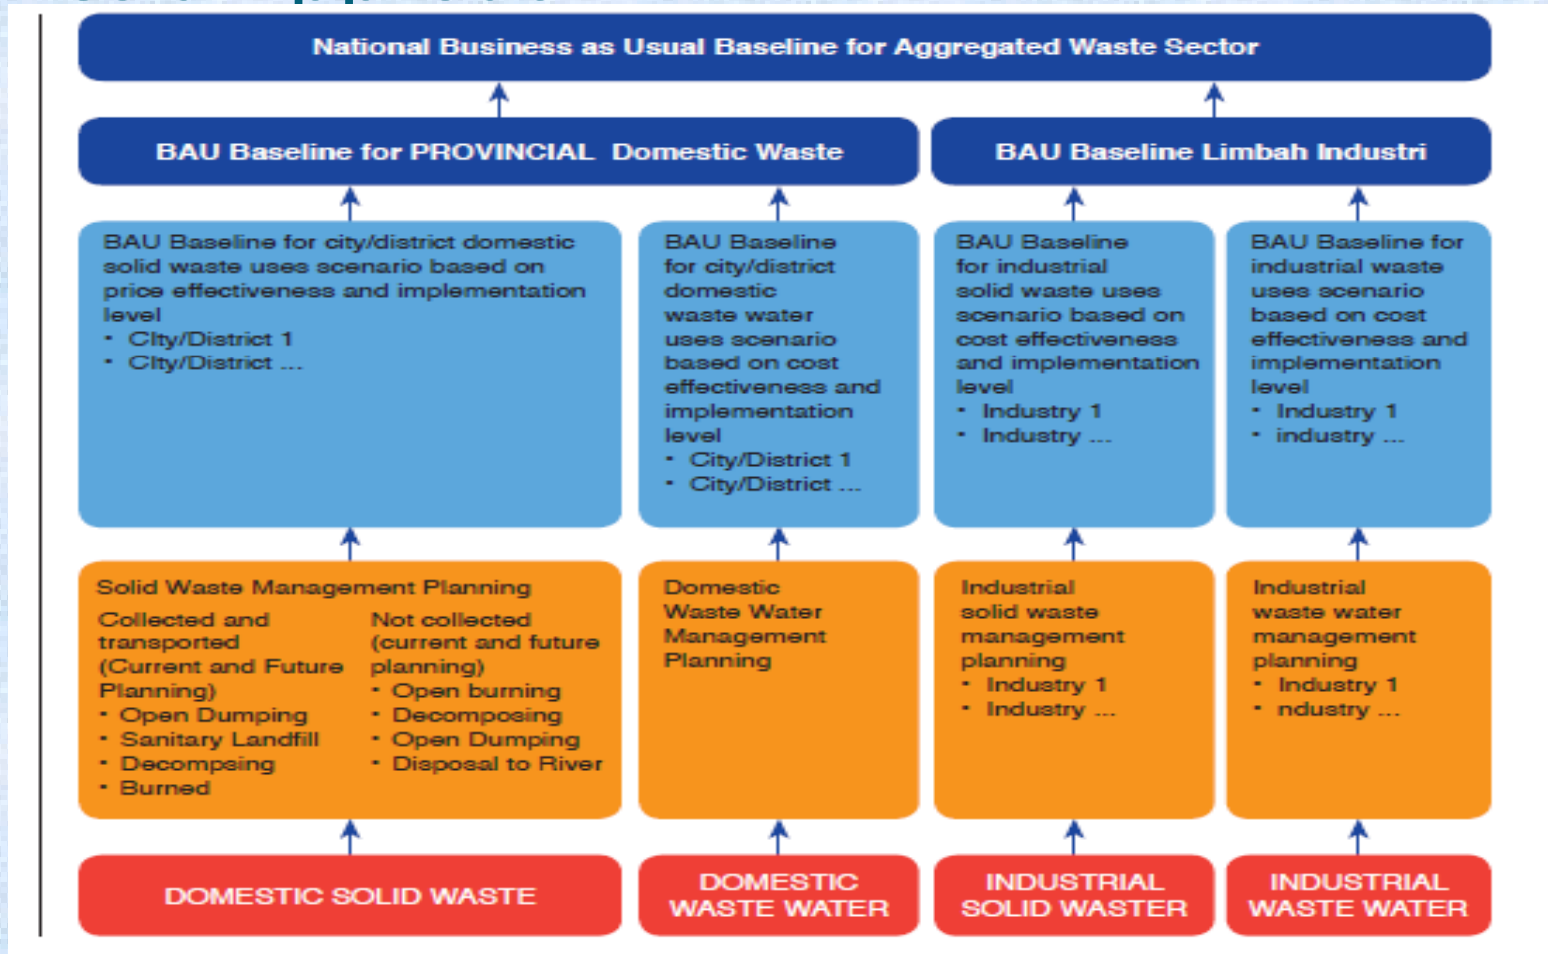 National Business as Usual Baseline for Aggregated Waste Sector
BAU Baseline for PROVINCIAL Domestic Waste
BAU Baseline Limbah Industri
BAU Baseline for city/district domestic
solid waste uses scenario based on
price effectiveness and implementation
level
• CIty/District 1
• CIty/District ...
BAU Baseline
for city/district
domestic
waste water
uses scenario
based on cost
effectiveness and
implementation
level
• City/District 1
• City/District ...
BAU Baseline
for industrial
solid waste uses
scenario based on
cost effectiveness
and implementation
level
• Industry 1
• Industry ...
BAU Baseline for
industrial waste
uses scenario
based on cost
effectiveness and
implementation
level
• Industry 1
• industry ...
Solid Waste Management Planning
Collected and
transported
(Current and Future
Planning)
• Open Dumping
• Sanitary Landfill
• Decompsing
• Burned
Not collected
(current and future
planning)
• Open burning
• Decomposing
• Open Dumping
• Disposal to River
Domestic
Waste Water
Management
Planning
Industrial
solid waste
management
planning
• Industry 1
• Industry ...
Industrial
waste water
management
planning
• Industry 1
• ndustry ...
DOMESTIC SOLID WASTE
DOMESTIC
WASTE WATER
INDUSTRIAL
SOLID WASTER
INDUSTRIAL
WASTE WATER